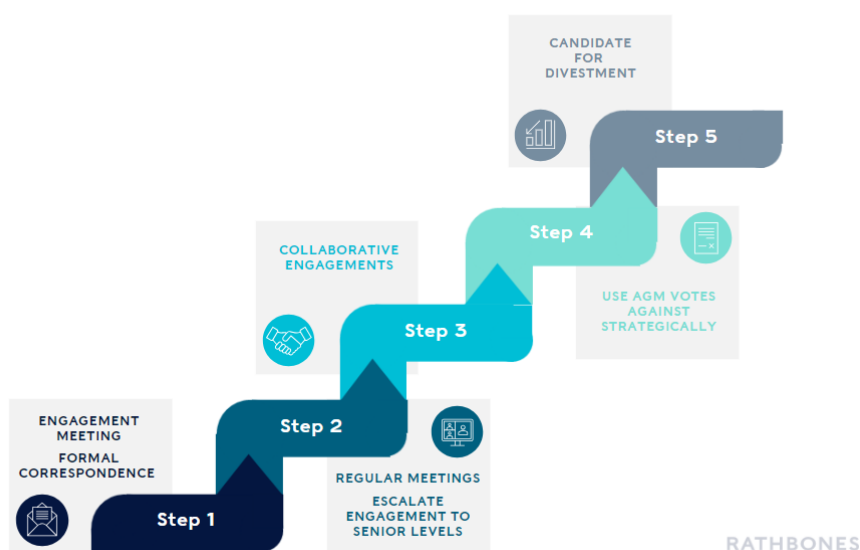 CANDIDATE
FOR
DIVESTMENT
Step 5
Step 4
COLLABORATIVE
ENGAGEMENTS
USE AGM VOTES
AGAINST
STRATEGICALLY
Step 3
ENGAGEMENT
MEETING
FORMAL
CORRESPONDENCE
Step 2
REGULAR MEETINGS
ESCALATE
ENGAGEMENT TO
SENIOR LEVELS
Step 1
RATHBONES